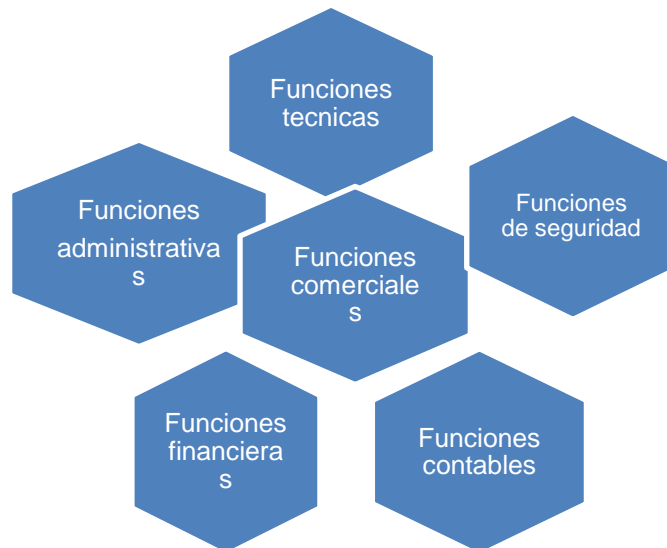 Funciones
tecnicas
Funciones
administrativa
s
Funciones
comerciale
s
Funciones
de seguridad
Funciones
financiera
s
Funciones
contables